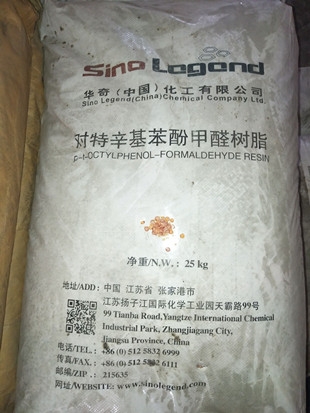 Sino Legend
华奇(中国)化工有限公司
Sino Legend(China)Chemical Company Ltd.
对特辛基苯酚甲醛树脂
P-t-OCTYLPHENOL-FORMALDEHYDE RESIN
净重/N,W.: 25 kg
地址/ADD: 中国 江苏省 张家港市
江苏扬子江国际化学工业园天霸路99号
99 Tianba Road,Yangtze International Chemical
Industrial Park, Zhangjiagang City,
Jiangsu Province, China
电话/TEL.: +86 (0) 512 5832 6999
传真/FAX.: +86 (0) 512 5832 6111
邮编/ZIP.: 215635
网址/WEBSITE: www.sinolegend.com